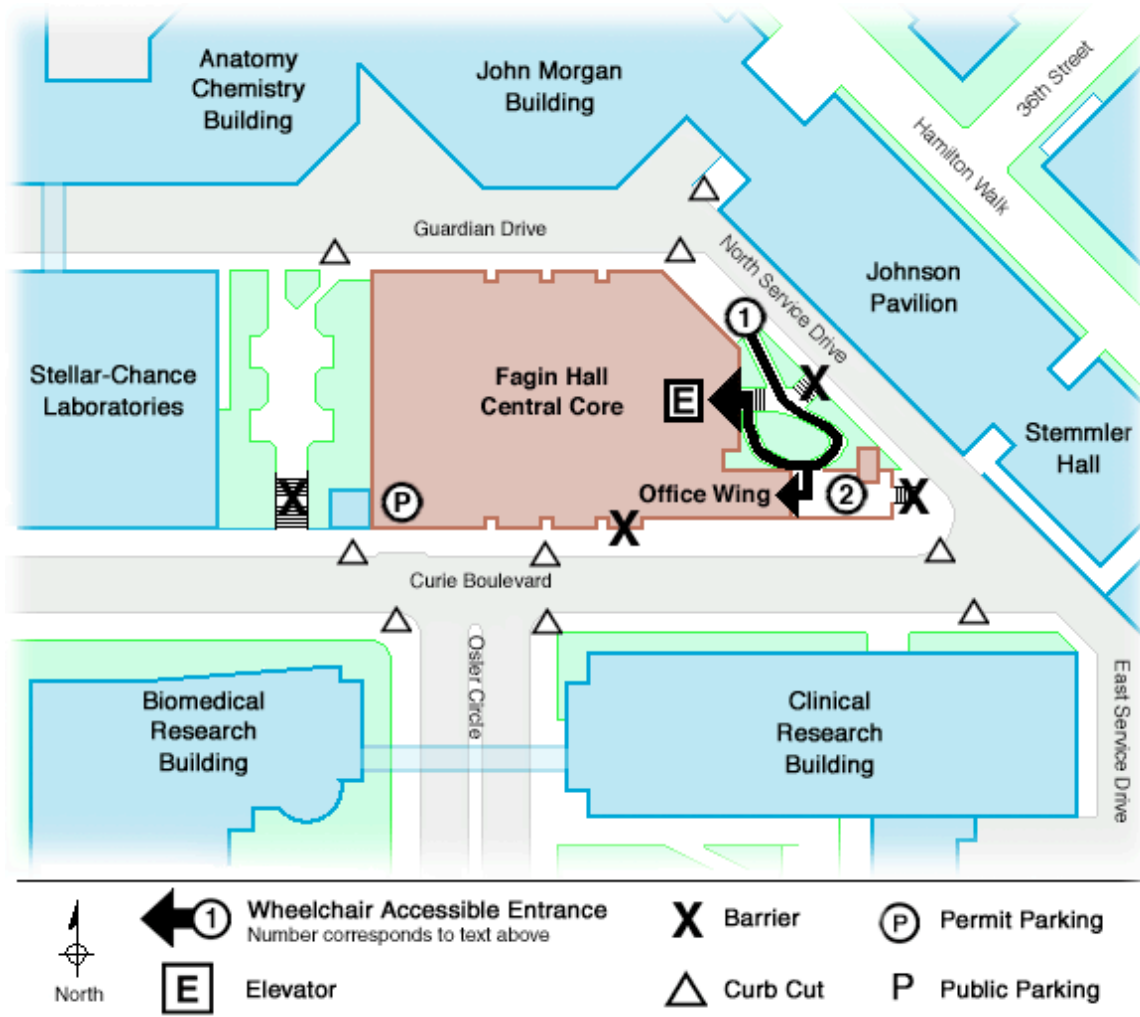 Anatomy
Chemistry
Building
John Morgan
Building
36th Street
Hamilton Walk
Guardian Drive
North Service Drive
Johnson
Pavilion
1
Stellar-Chance
Laboratories
Fagin Hall
Central Core
E
X
Stemmler
Hall
X
P
Office Wing
2
X
X
Curie Boulevard
Osler Circle
Biomedical
Research
Building
Clinical
Research
Building
East Service Drive
North
1
Wheelchair Accessible Entrance
Number corresponds to text above
E
Elevator
X
Barrier
Curb Cut
P
Permit Parking
P
Public Parking